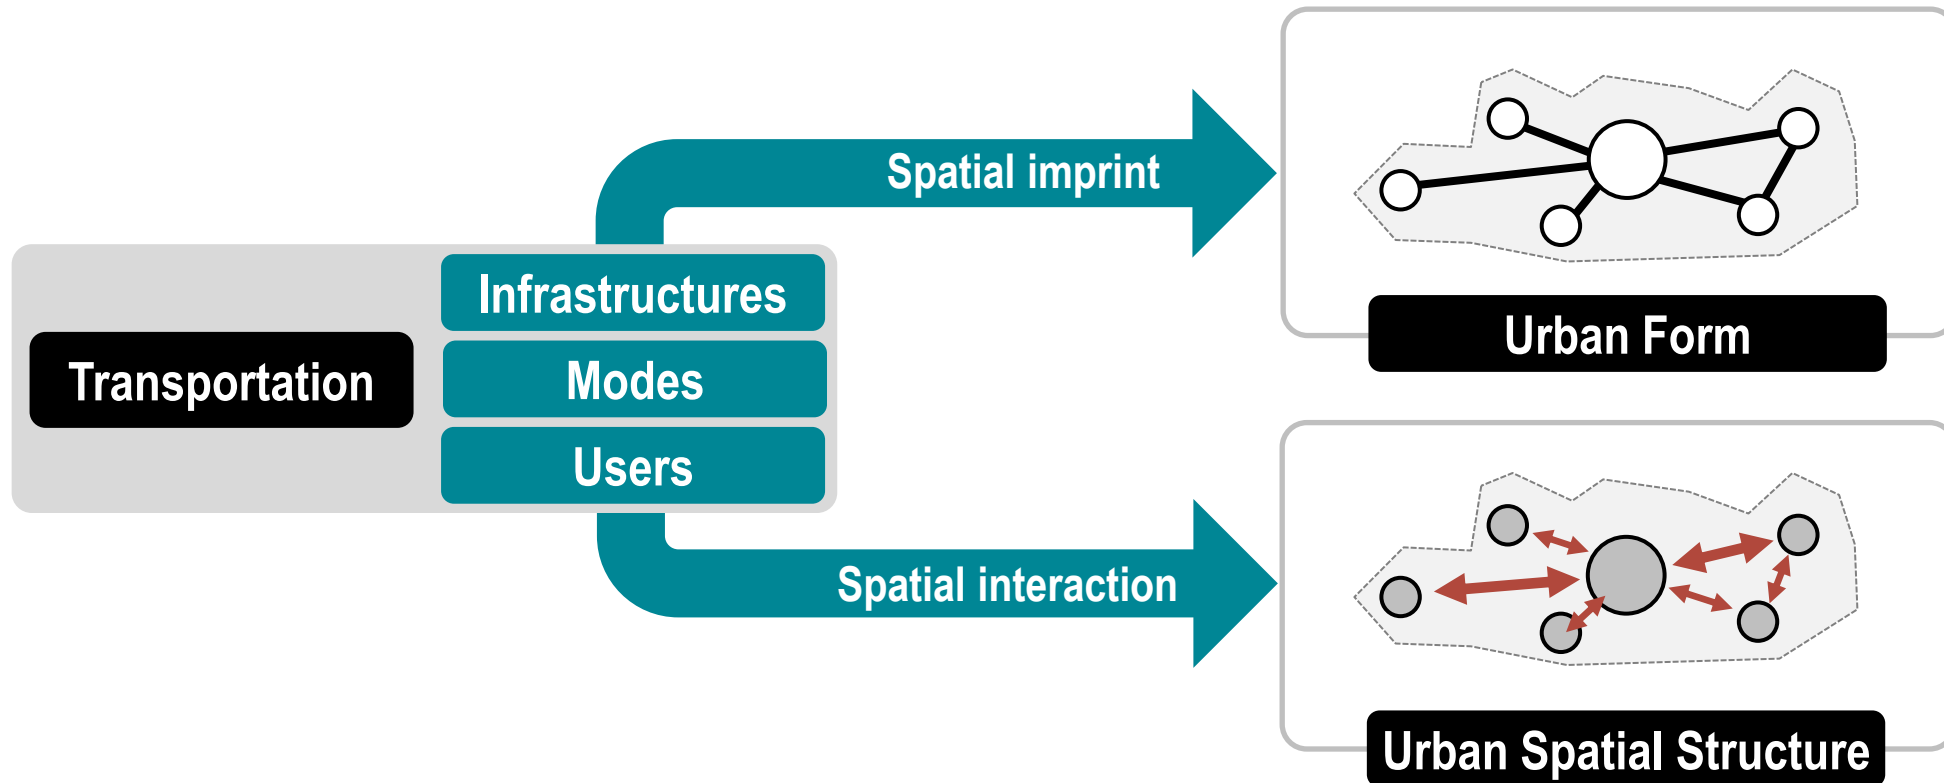 Transportation
Infrastructures
Modes
Users
Spatial imprint
Urban Form
Spatial interaction
Urban Spatial Structure